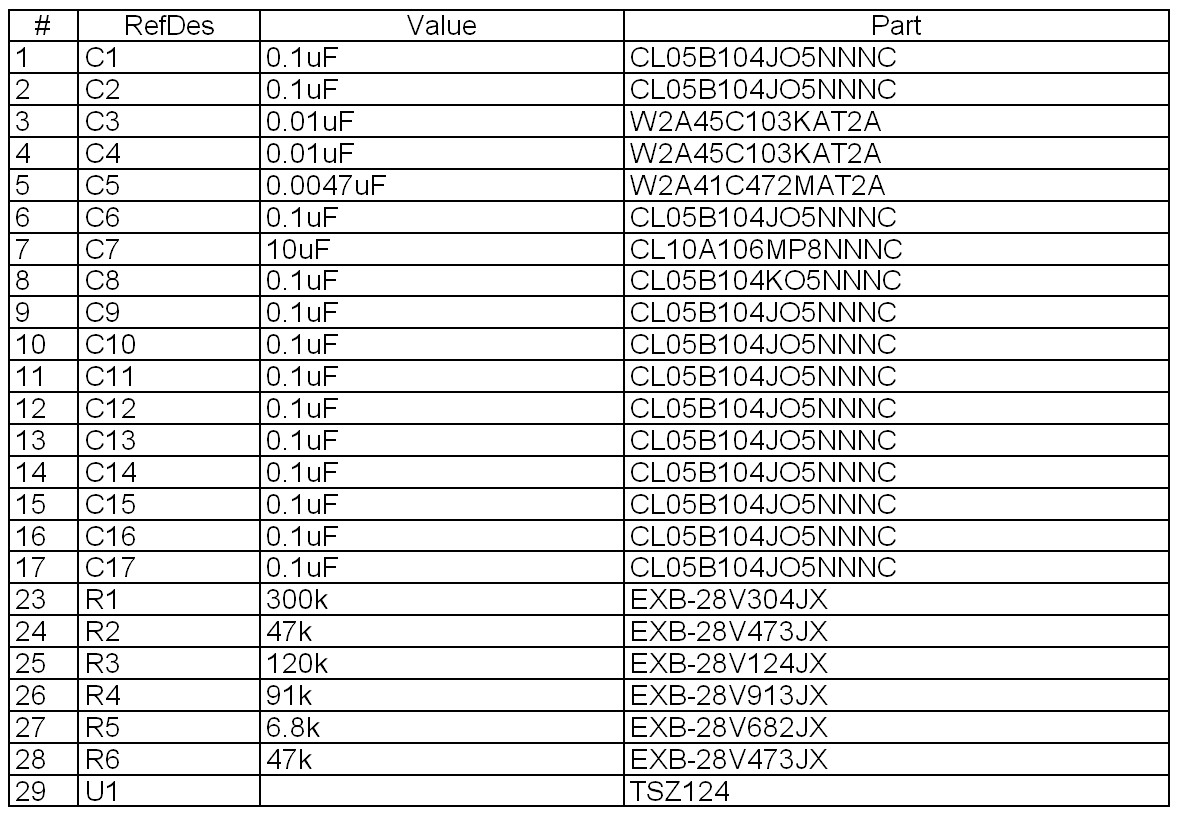 # RefDes Value Part
1 C1 0.1uF CL05B104JO5NNNC
2 C2 0.1uF CL05B104JO5NNNC
3 C3 0.01uF W2A45C103KAT2A
4 C4 0.01uF W2A45C103KAT2A
5 C5 0.0047uF W2A41C472MAT2A
6 C6 0.1uF CL05B104JO5NNNC
7 C7 10uF CL10A106MP8NNNC
8 C8 0.1uF CL05B104KO5NNNC
9 C9 0.1uF CL05B104JO5NNNC
10 C10 0.1uF CL05B104JO5NNNC
11 C11 0.1uF CL05B104JO5NNNC
12 C12 0.1uF CL05B104JO5NNNC
13 C13 0.1uF CL05B104JO5NNNC
14 C14 0.1uF CL05B104JO5NNNC
15 C15 0.1uF CL05B104JO5NNNC
16 C16 0.1uF CL05B104JO5NNNC
17 C17 0.1uF CL05B104JO5NNNC
23 R1 300k EXB-28V304JX
24 R2 47k EXB-28V473JX
25 R3 120k EXB-28V124JX
26 R4 91k EXB-28V913JX
27 R5 6.8k EXB-28V682JX
28 R6 47k EXB-28V473JX
29 U1 TSZ124